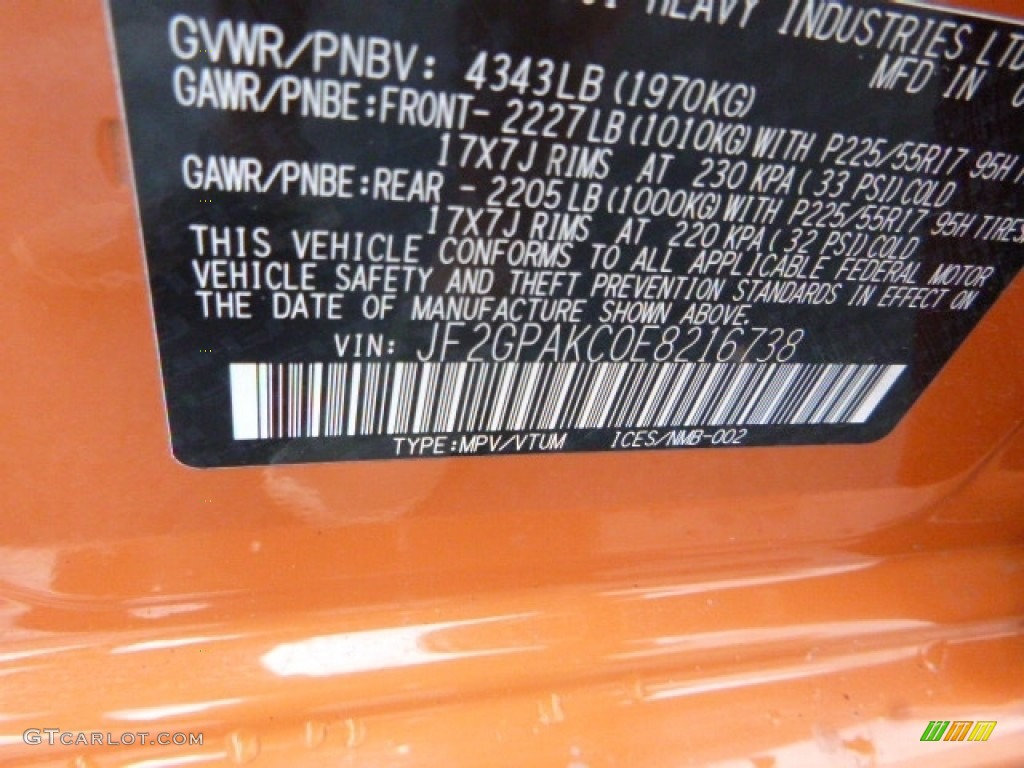 HEAVY INDUSTRIES LTD
MFD IN
GVWR/PNBV: 4343LB (1970KG)
GAWR/PNBE:FRONT- 2227LB(1010KG)WITH P225/55R17 95H
17X7J RIMS AT 230 KPA( 33 PSI)COLD
GAWR/PNBE:REAR - 2205LB(1000KG)WITH P225/55R17 95H TIRES
17X7J RIMS AT 220 KPA( 32 PSI)COLD
THIS VEHICLE CONFORMS TO ALL APPLICABLE FEDERAL MOTOR
VEHICLE SAFETY AND THEFT PREVENTION STANDARDS IN EFFECT ON
THE DATE OF MANUFACTURE SHOWN ABOVE.
VIN: JF2GPAKC0E8216738
TYPE:MPV/VTUM ICES/NMB-002
GTCARLOT.COM